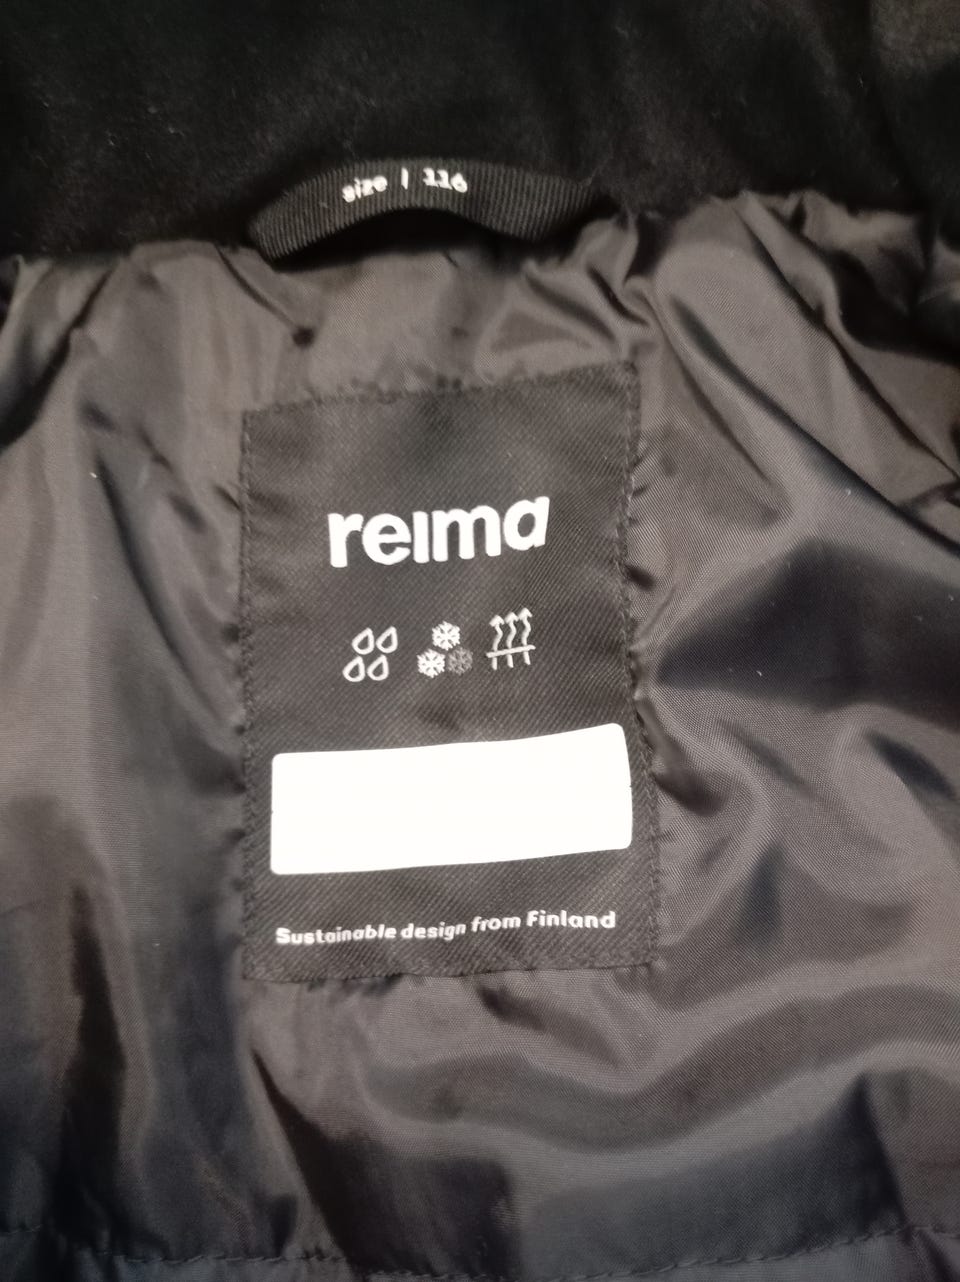 size | 116
reima
Sustainable design from Finland